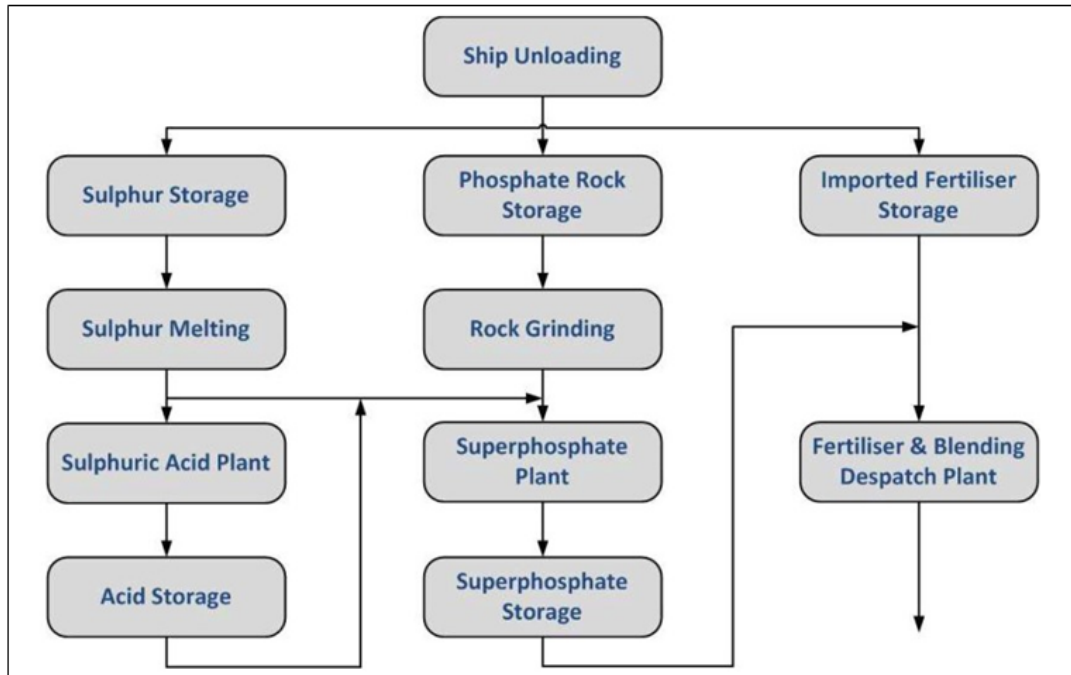 Ship Unloading
Sulphur Storage
Phosphate Rock
Storage
Imported Fertiliser
Storage
Sulphur Melting
Rock Grinding
Sulphuric Acid Plant
Superphosphate
Plant
Fertiliser & Blending
Despatch Plant
Acid Storage
Superphosphate
Storage